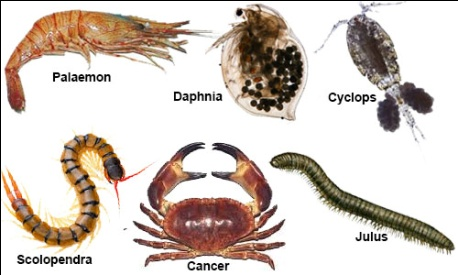 Palaemon
Daphnia
Cyclops
Scolopendra
Cancer
Julus